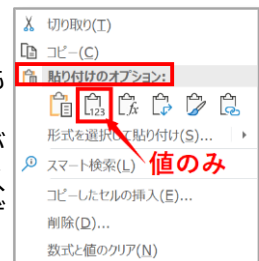 切り取り(T)
コピー(C)
貼り付けのオプション:
123
fx
形式を選択して貼り付け(S)...
スマート検索(L)
値のみ
コピーしたセルの挿入(E)...
削除(D)...
数式と値のクリア(N)